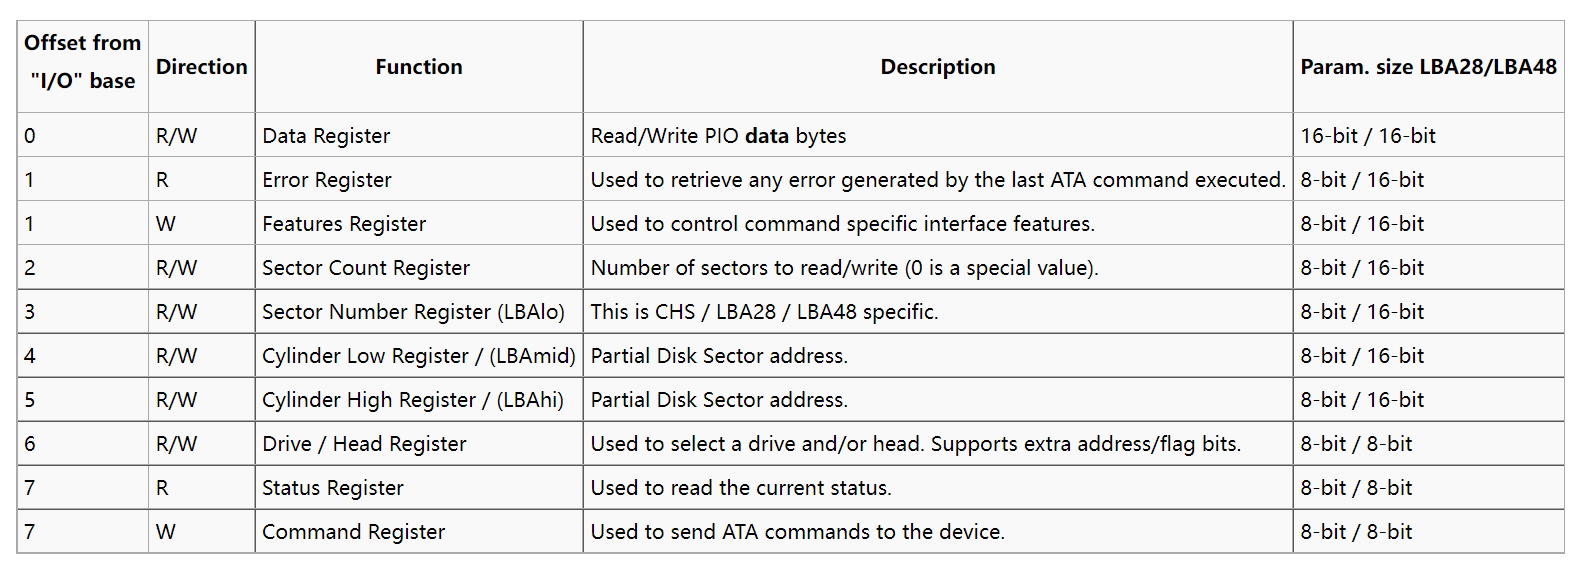 Offset from "I/O" base Direction Function Description Param. size LBA28/LBA48
0 R/W Data Register Read/Write PIO data bytes 16-bit / 16-bit
1 R Error Register Used to retrieve any error generated by the last ATA command executed. 8-bit / 16-bit
1 W Features Register Used to control command specific interface features. 8-bit / 16-bit
2 R/W Sector Count Register Number of sectors to read/write (0 is a special value). 8-bit / 16-bit
3 R/W Sector Number Register (LBAlo) This is CHS / LBA28 / LBA48 specific. 8-bit / 16-bit
4 R/W Cylinder Low Register / (LBAmid) Partial Disk Sector address. 8-bit / 16-bit
5 R/W Cylinder High Register / (LBAhi) Partial Disk Sector address. 8-bit / 16-bit
6 R/W Drive / Head Register Used to select a drive and/or head. Supports extra address/flag bits. 8-bit / 8-bit
7 R Status Register Used to read the current status. 8-bit / 8-bit
7 W Command Register Used to send ATA commands to the device. 8-bit / 8-bit